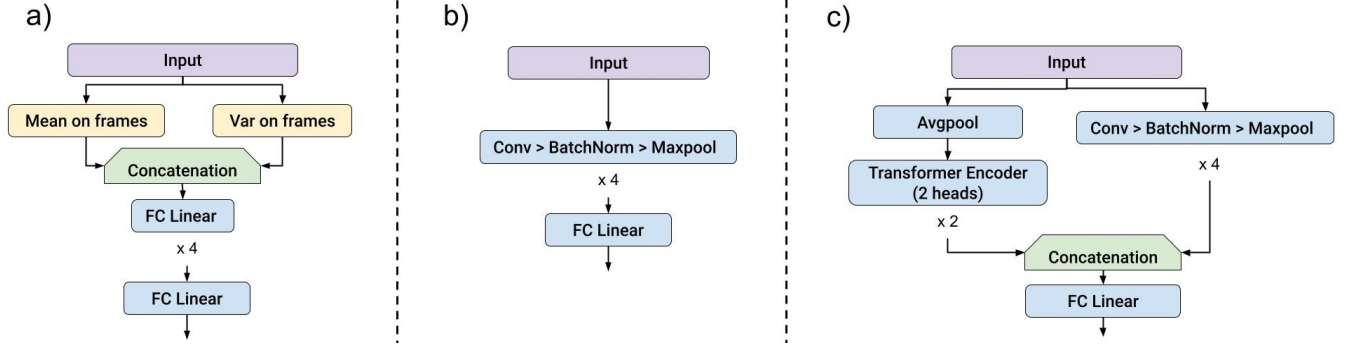 a)
Input
Mean on frames
Var on frames
Concatenation
FC Linear
x 4
FC Linear
b)
Input
Conv > BatchNorm > Maxpool
x 4
FC Linear
c)
Input
Avgpool
Conv > BatchNorm > Maxpool
Transformer Encoder
(2 heads)
x 4
x 2
Concatenation
FC Linear